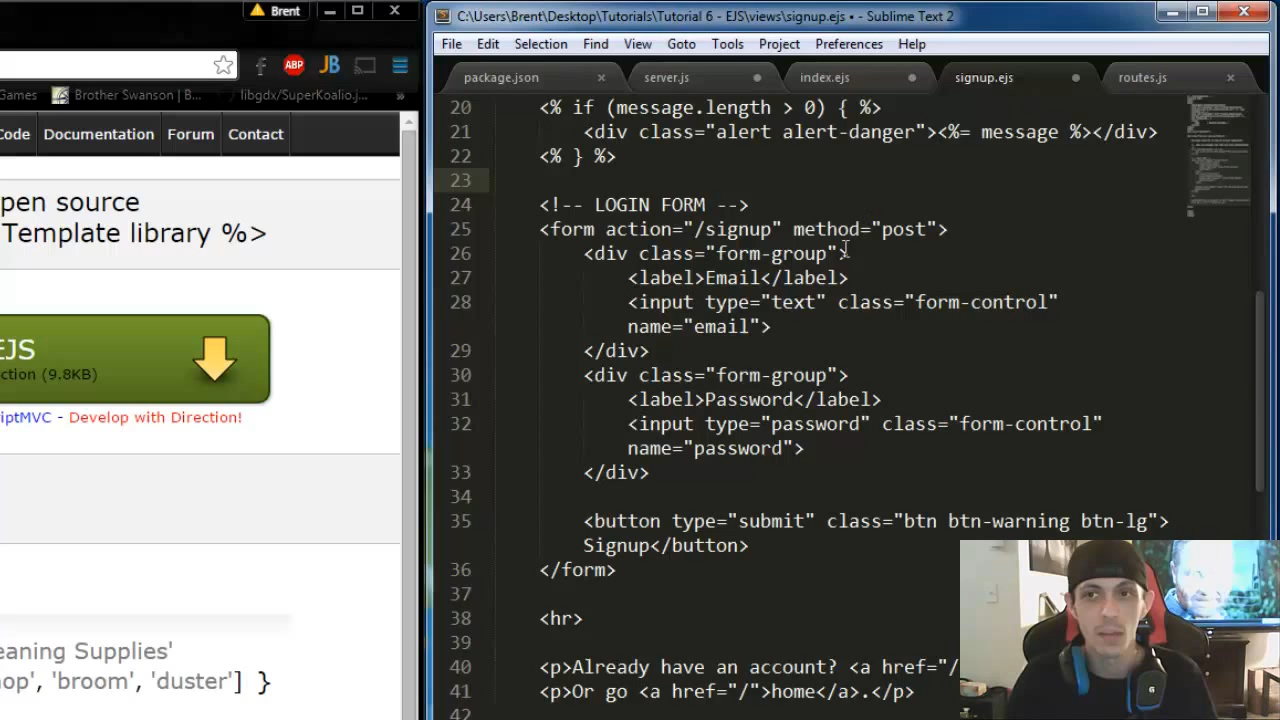 Brent
Games
Brother Swanson | B...
libgdx/SuperKoalio.j...
»
ABP
JB
Code
Documentation
Forum
Contact
pen source
Template library %>
EJS
ction (9.8KB)
iptMVC - Develop with Direction!
eaning Supplies'
op', 'broom', 'duster'] }
C:\Users\Brent\Desktop\Tutorials\Tutorial 6 - EJS\views\signup.ejs • - Sublime Text 2
File Edit Selection Find View Goto Tools Project Preferences Help
package.json server.js index.ejs signup.ejs routes.js
20 <% if (message.length > 0) { %>
21 <div class="alert alert-danger"><%= message %></div>
22 <% } %>
23
24 <!-- LOGIN FORM -->
25 <form action="/signup" method="post">
26 <div class="form-group">
27 <label>Email</label>
28 <input type="text" class="form-control"
name="email">
29 </div>
30 <div class="form-group">
31 <label>Password</label>
32 <input type="password" class="form-control"
name="password">
33 </div>
34
35 <button type="submit" class="btn btn-warning btn-lg">
Signup</button>
36 </form>
37
38 <hr>
39
40 <p>Already have an account? <a href="/
41 <p>Or go <a href="/">home</a>.</p>
42